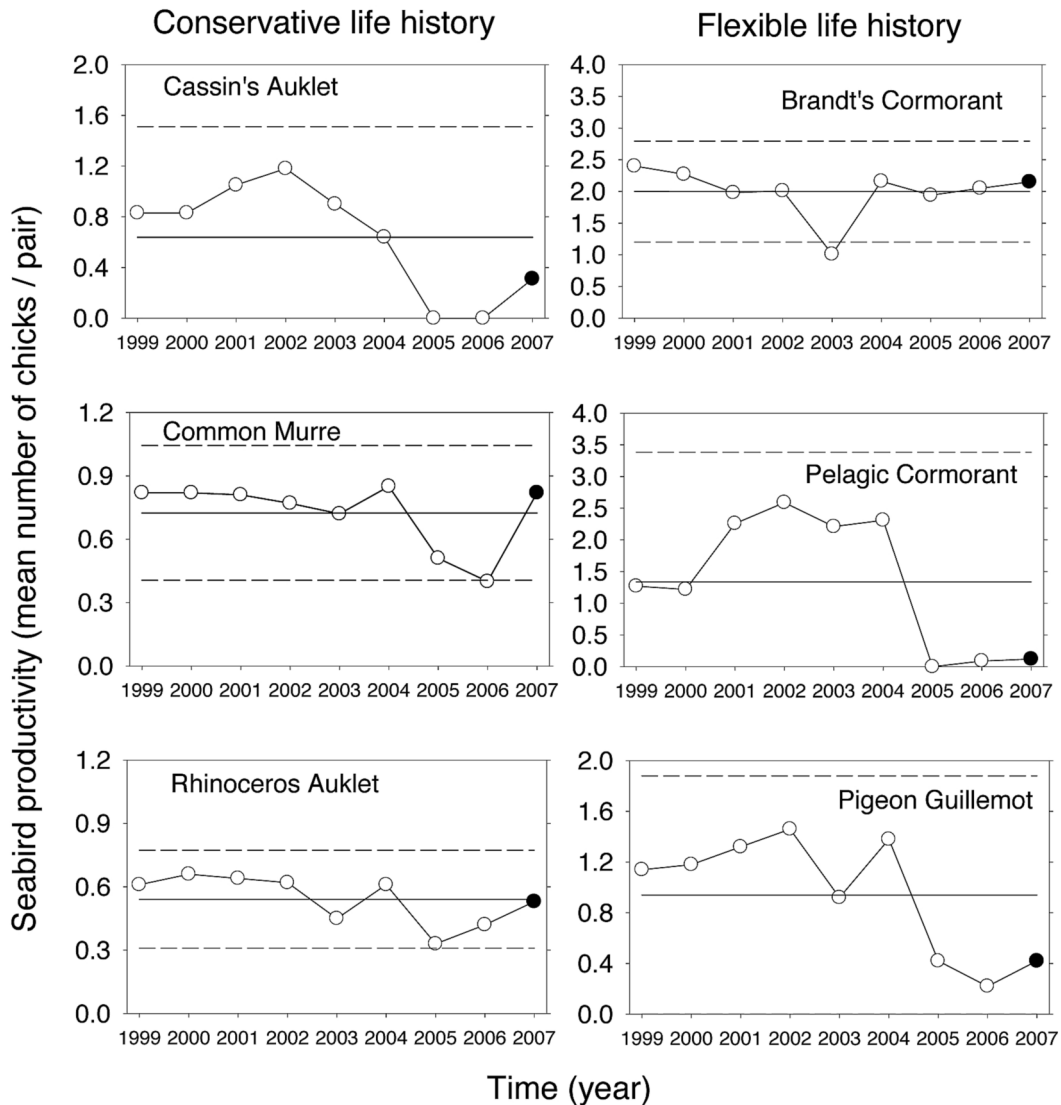 Conservative life history
Flexible life history
Seabird productivity (mean number of chicks / pair)
Cassin's Auklet
2.0
1.6
1.2
0.8
0.4
0.0
1999 2000 2001 2002 2003 2004 2005 2006 2007
Brandt's Cormorant
4.0
3.5
3.0
2.5
2.0
1.5
1.0
0.5
0.0
1999 2000 2001 2002 2003 2004 2005 2006 2007
Common Murre
1.2
0.9
0.6
0.3
0.0
1999 2000 2001 2002 2003 2004 2005 2006 2007
Pelagic Cormorant
4.0
3.5
3.0
2.5
2.0
1.5
1.0
0.5
0.0
1999 2000 2001 2002 2003 2004 2005 2006 2007
Rhinoceros Auklet
1.2
0.9
0.6
0.3
0.0
1999 2000 2001 2002 2003 2004 2005 2006 2007
Pigeon Guillemot
2.0
1.6
1.2
0.8
0.4
0.0
1999 2000 2001 2002 2003 2004 2005 2006 2007
Time (year)